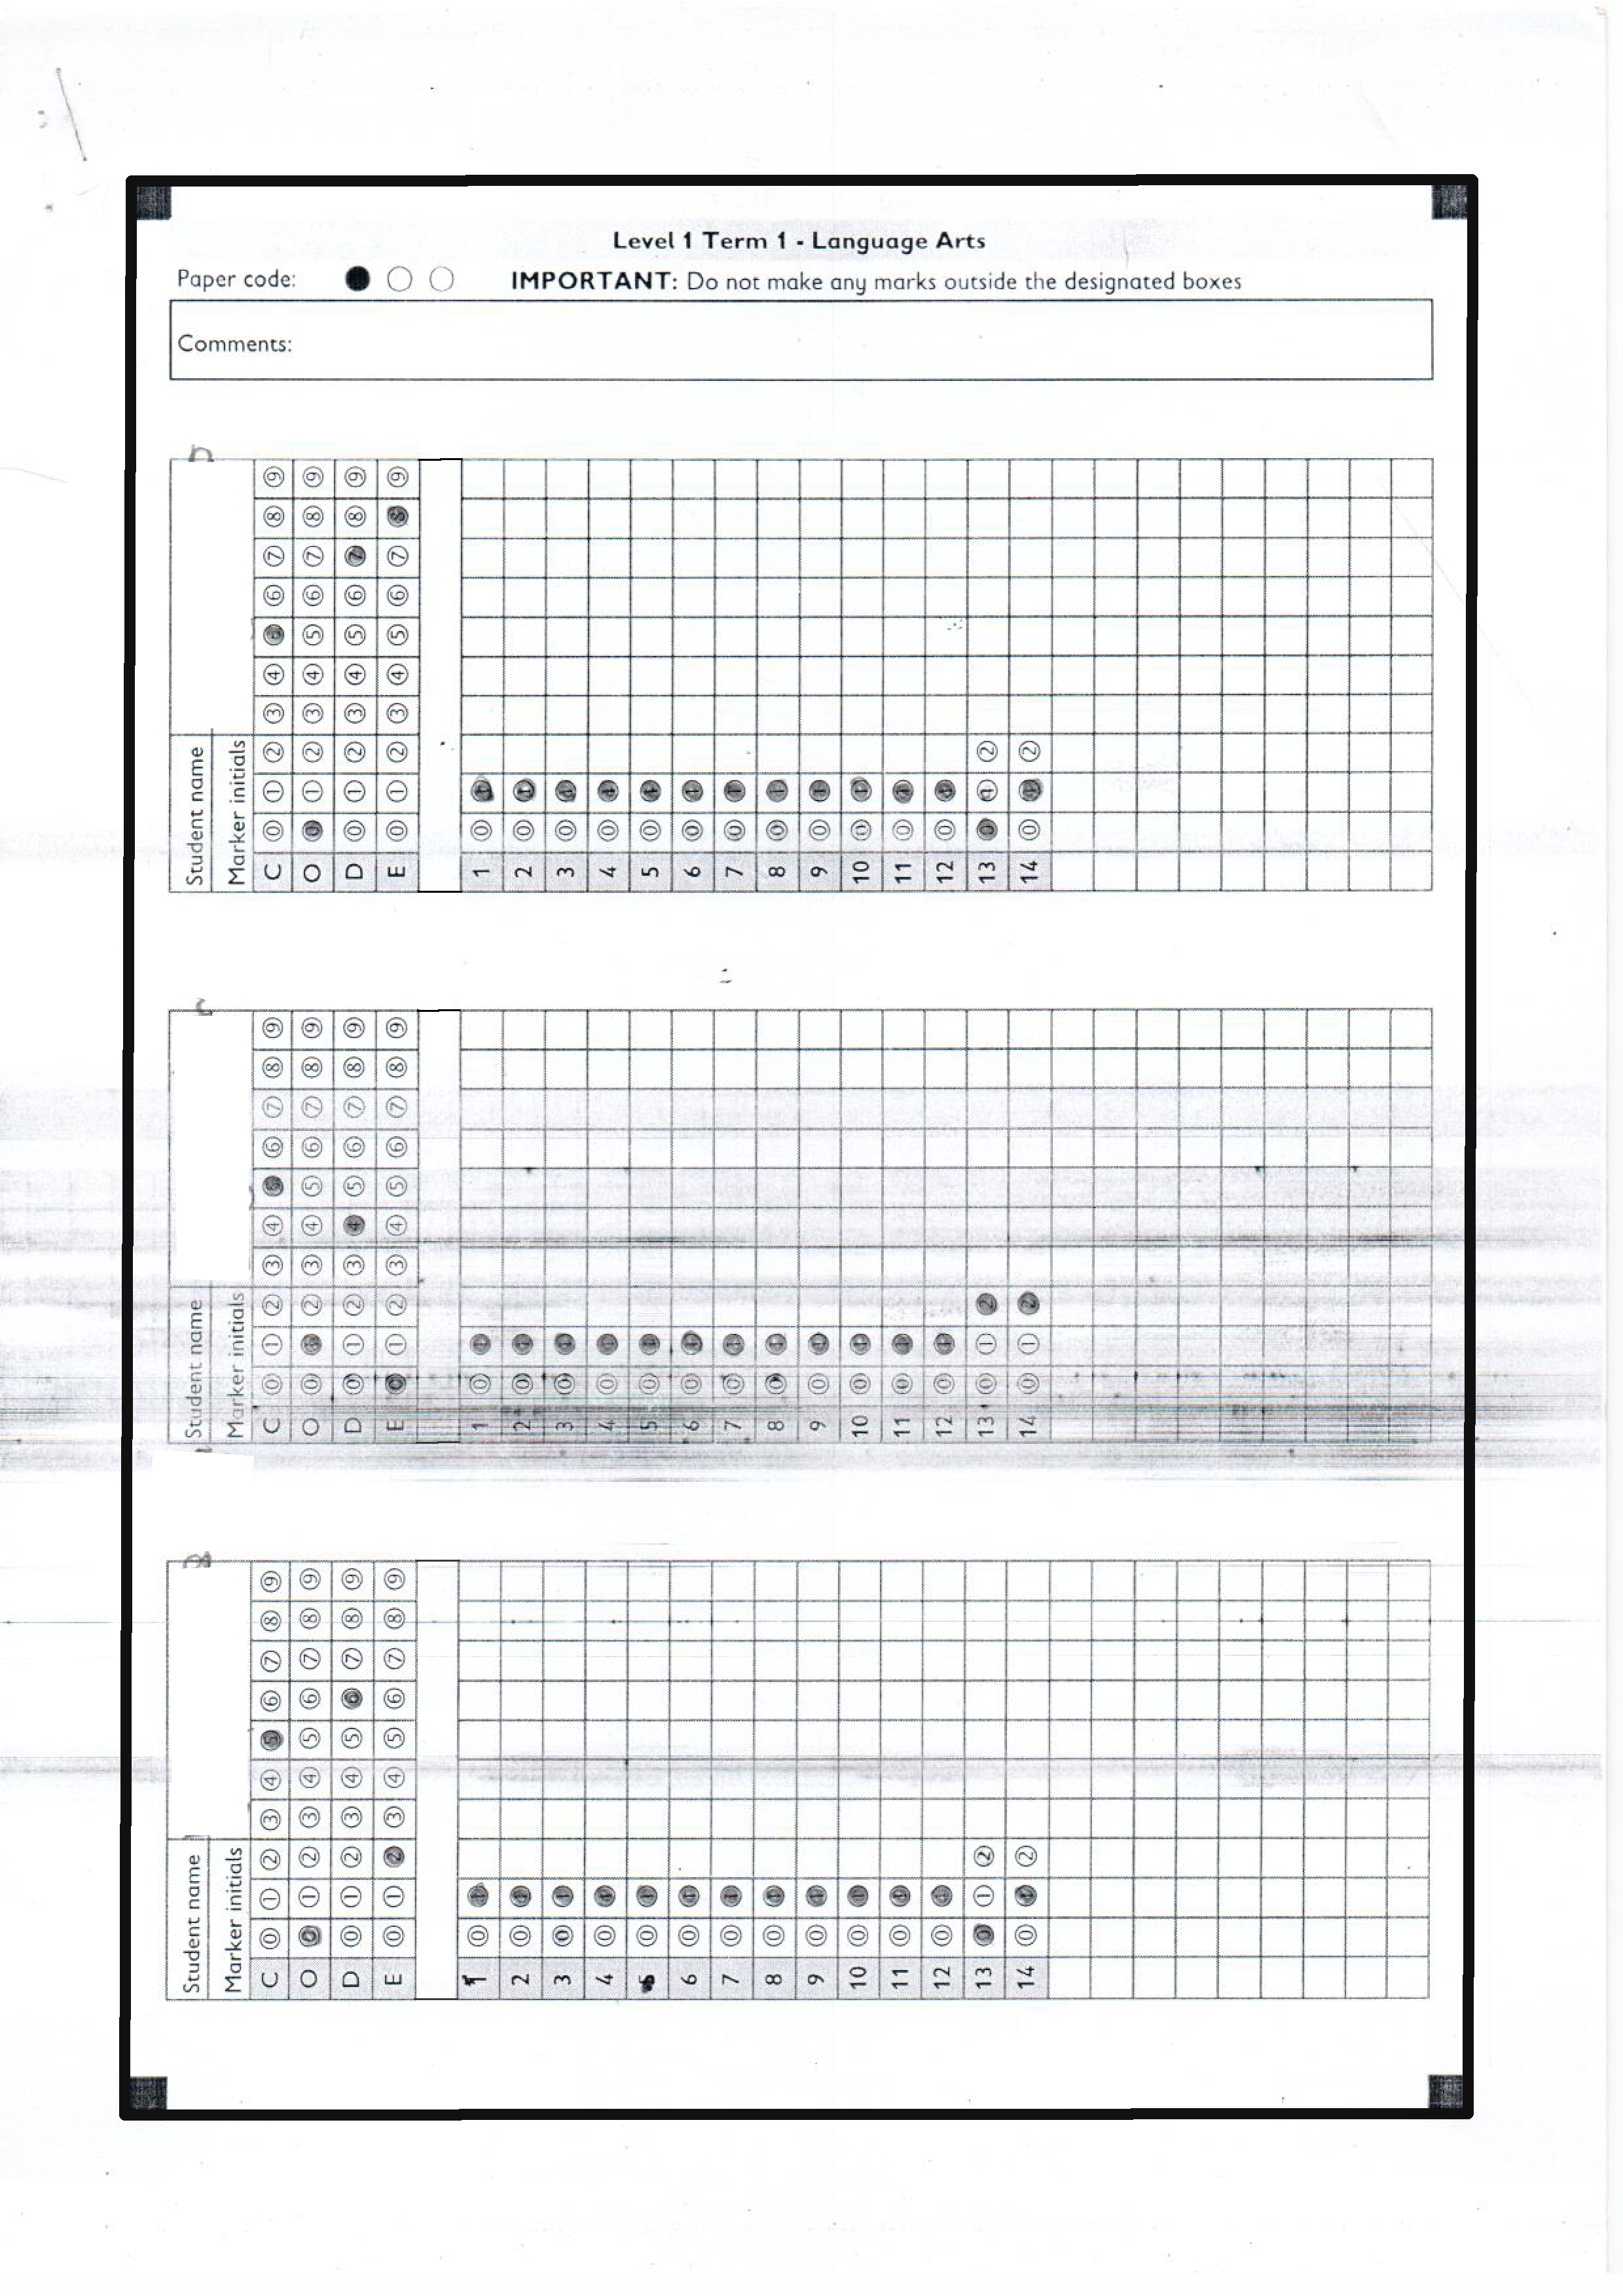 Level 1 Term 1 - Language Arts
Paper code:
IMPORTANT: Do not make any marks outside the designated boxes
Comments:
Student name
Marker initials
C 0 1 2 3 4 6 7 8 9
O 0 1 2 3 4 5 6 7 8 9
D 0 1 2 3 4 5 6 7 8 9
E 0 1 2 3 4 5 6 7 8 9
1 0 1
2 0 1
3 0 1
4 0 1
5 0 1
6 0 1
7 0 1
8 0 1
9 0 1
10 0 1
11 0 1
12 0 1
13 0 1 2
14 0 1 2
Student name
Marker initials
C 0 1 2 3 4 5 6 7 8 9
O 0 1 2 3 4 5 6 7 8 9
D 0 1 2 3 4 5 6 7 8 9
E 0 1 2 3 4 5 6 7 8 9
1 0 1
2 0 1
3 0 1
4 0 1
5 0 1
6 0 1
7 0 1
8 0 1
9 0 1
10 0 1
11 0 1
12 0 1
13 0 1 2
14 0 1 2
Student name
Marker initials
C 0 1 2 3 4 5 6 7 8 9
O 0 1 2 3 4 5 6 7 8 9
D 0 1 2 3 4 5 6 7 8 9
E 0 1 2 3 4 5 6 7 8 9
1 0 1
2 0 1
3 0 1
4 0 1
5 0 1
6 0 1
7 0 1
8 0 1
9 0 1
10 0 1
11 0 1
12 0 1
13 0 1 2
14 0 1 2